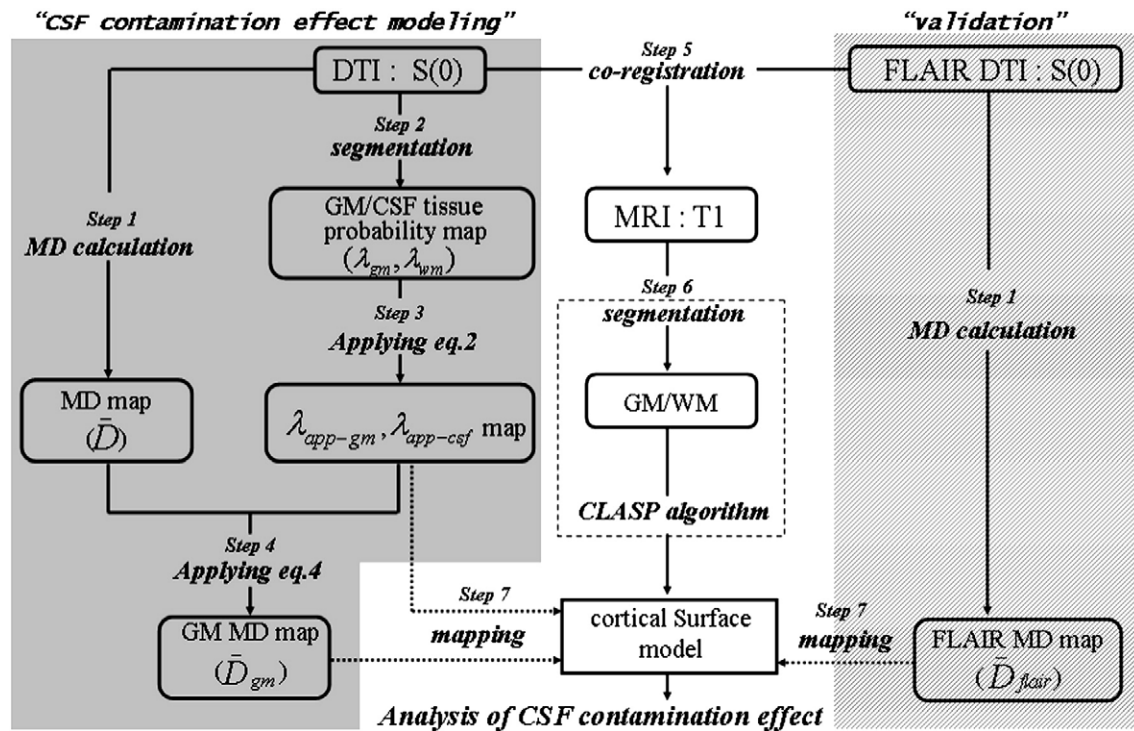 “CSF contamination effect modeling”
“validation”
DTI : S(0)
Step 5
co-registration
FLAIR DTI : S(0)
Step 2
segmentation
Step 1
MD calculation
GM/CSF tissue
probability map
(λgm, λwm)
MRI : T1
Step 3
Applying eq.2
Step 6
segmentation
Step 1
MD calculation
MD map
(D̄)
λapp-gm, λapp-csf map
GM/WM
CLASP algorithm
Step 4
Applying eq.4
Step 7
mapping
cortical Surface
model
Step 7
mapping
GM MD map
(D̄gm)
FLAIR MD map
(D̄flair)
Analysis of CSF contamination effect